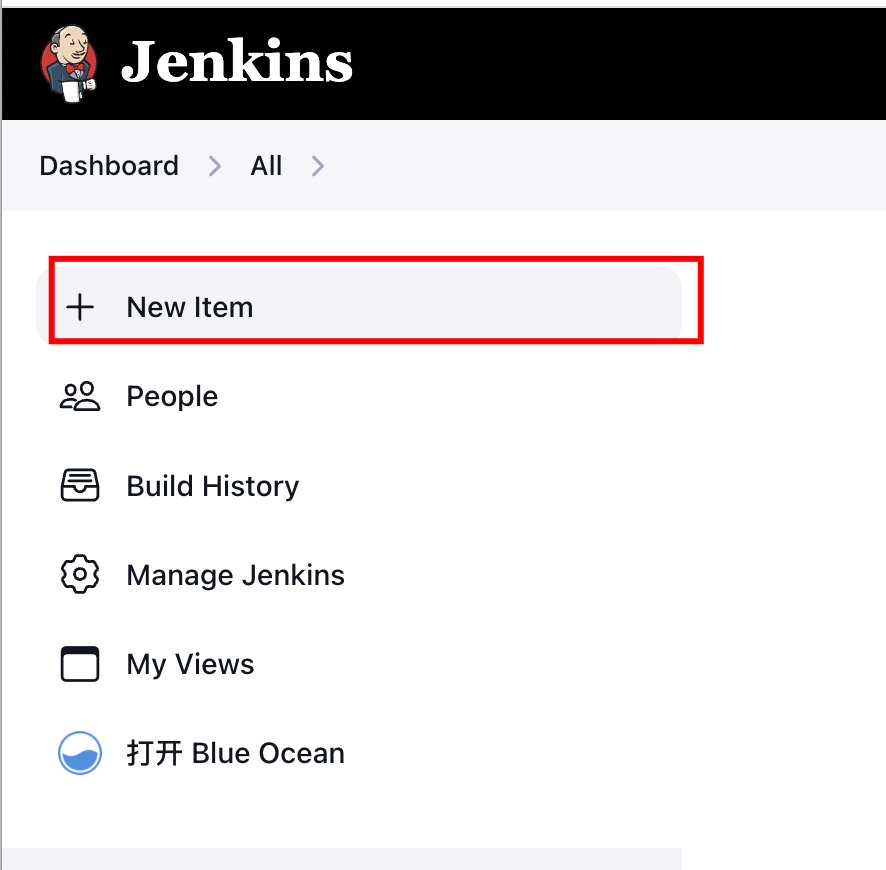 Jenkins
Dashboard All
New Item
People
Build History
Manage Jenkins
My Views
打开 Blue Ocean